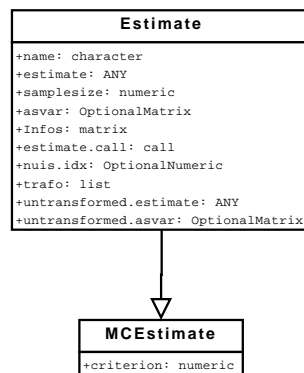 Estimate
+name: character
+estimate: ANY
+samplesize: numeric
+asvar: OptionalMatrix
+Infos: matrix
+estimate.call: call
+nuis.idx: OptionalNumeric
+trafo: list
+untransformed.estimate: ANY
+untransformed.asvar: OptionalMatrix
MCEstimate
+criterion: numeric